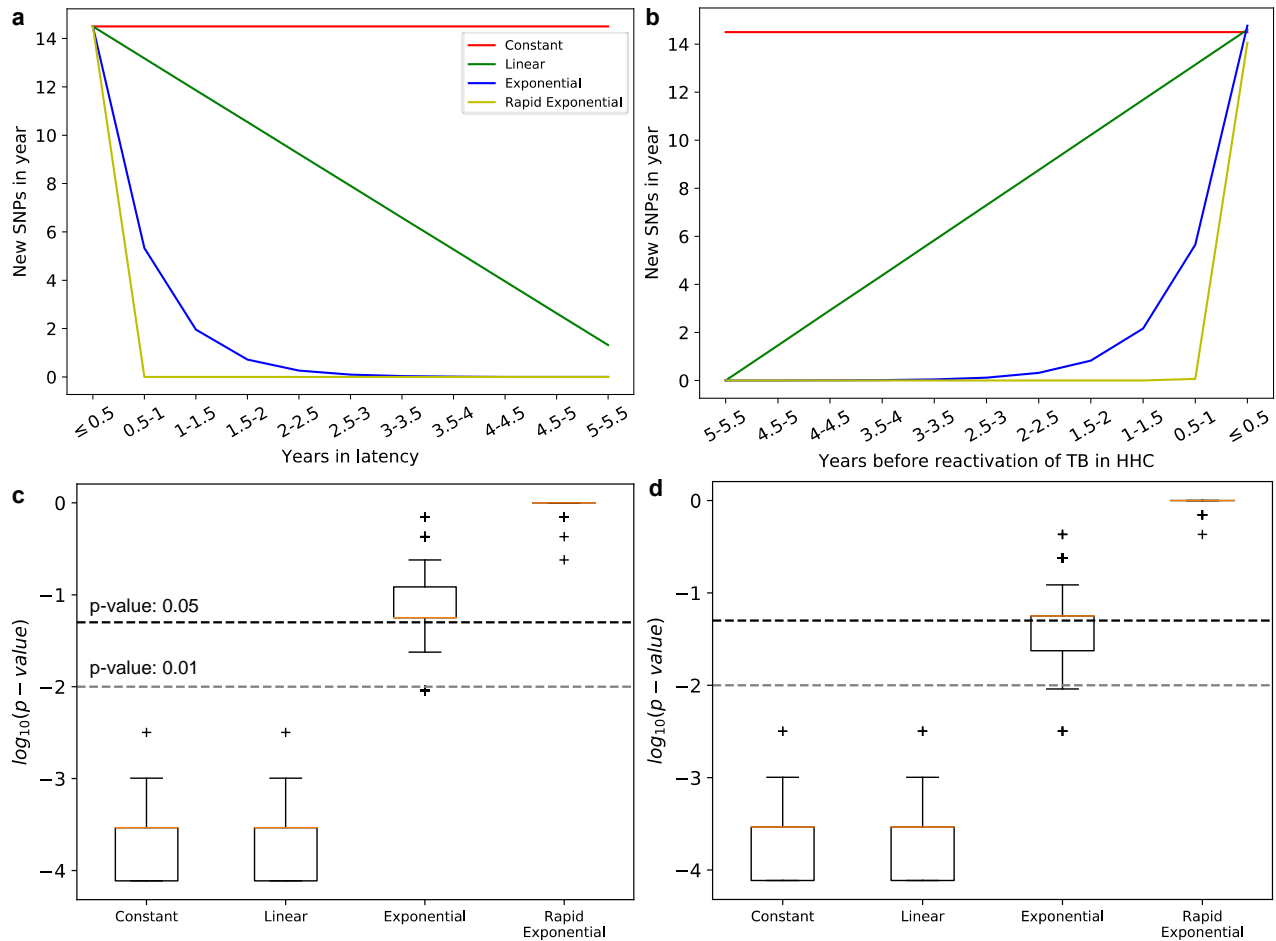 a
New SNPs in year
14
12
10
8
6
4
2
0
Constant
Linear
Exponential
Rapid Exponential
≤ 0.5
0.5-1
1-1.5
1.5-2
2-2.5
2.5-3
3-3.5
3.5-4
4-4.5
4.5-5
5-5.5
Years in latency
b
New SNPs in year
14
12
10
8
6
4
2
0
5-5.5
4.5-5
4-4.5
3.5-4
3-3.5
2.5-3
2-2.5
1.5-2
1-1.5
0.5-1
≤ 0.5
Years before reactivation of TB in HHC
c
log10(p − value)
0
−1
−2
−3
−4
p-value: 0.05
p-value: 0.01
Constant
Linear
Exponential
Rapid
Exponential
d
log10(p − value)
0
−1
−2
−3
−4
Constant
Linear
Exponential
Rapid
Exponential